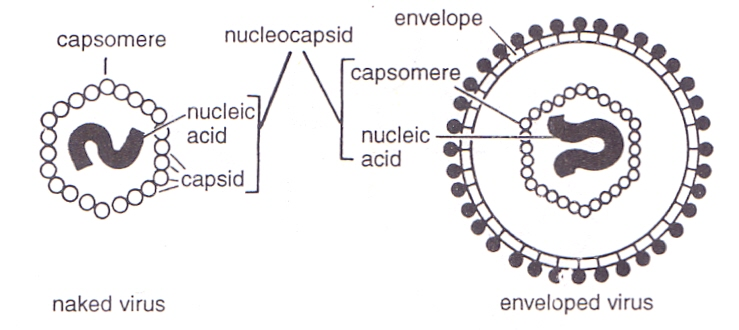 capsomere
nucleocapsid
envelope
capsomere
nucleic
acid
nucleic
acid
capsid
naked virus
enveloped virus